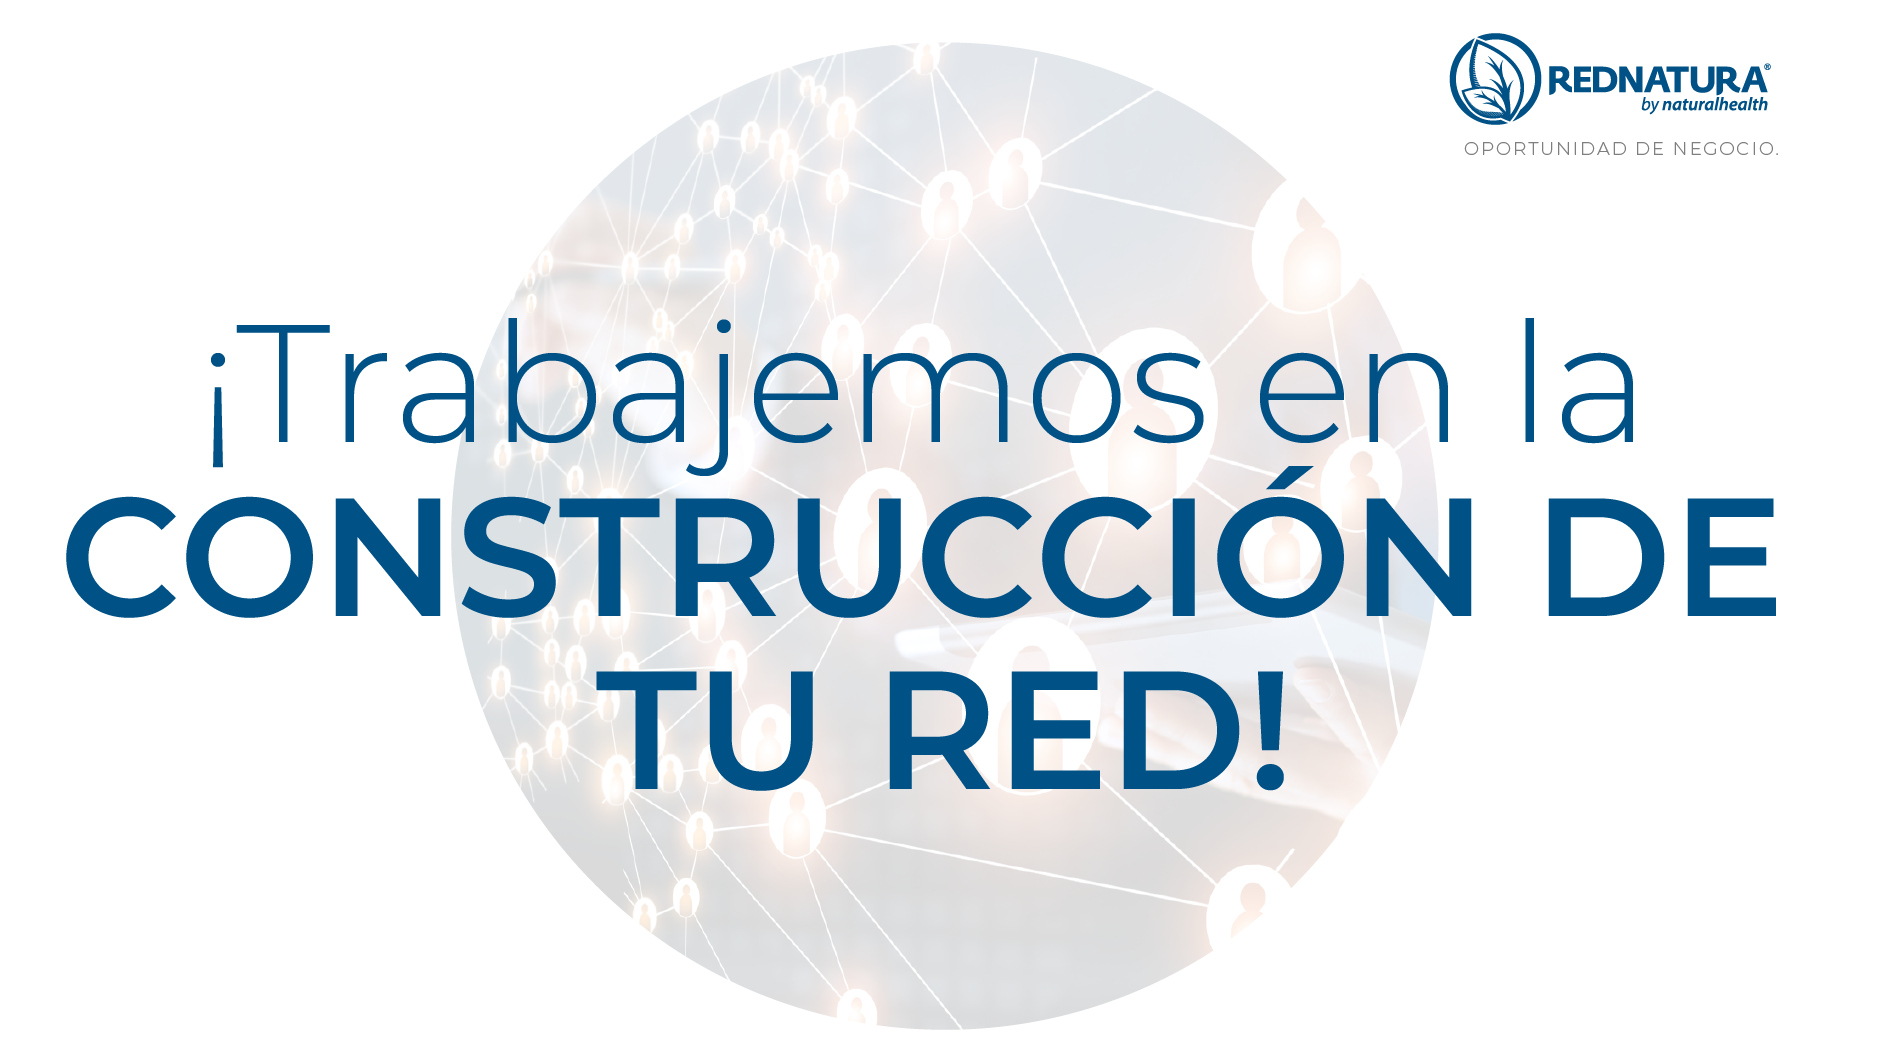 REDNATURA®
by naturalhealth
OPORTUNIDAD DE NEGOCIO.
¡Trabajemos en la
CONSTRUCCIÓN DE
TU RED!